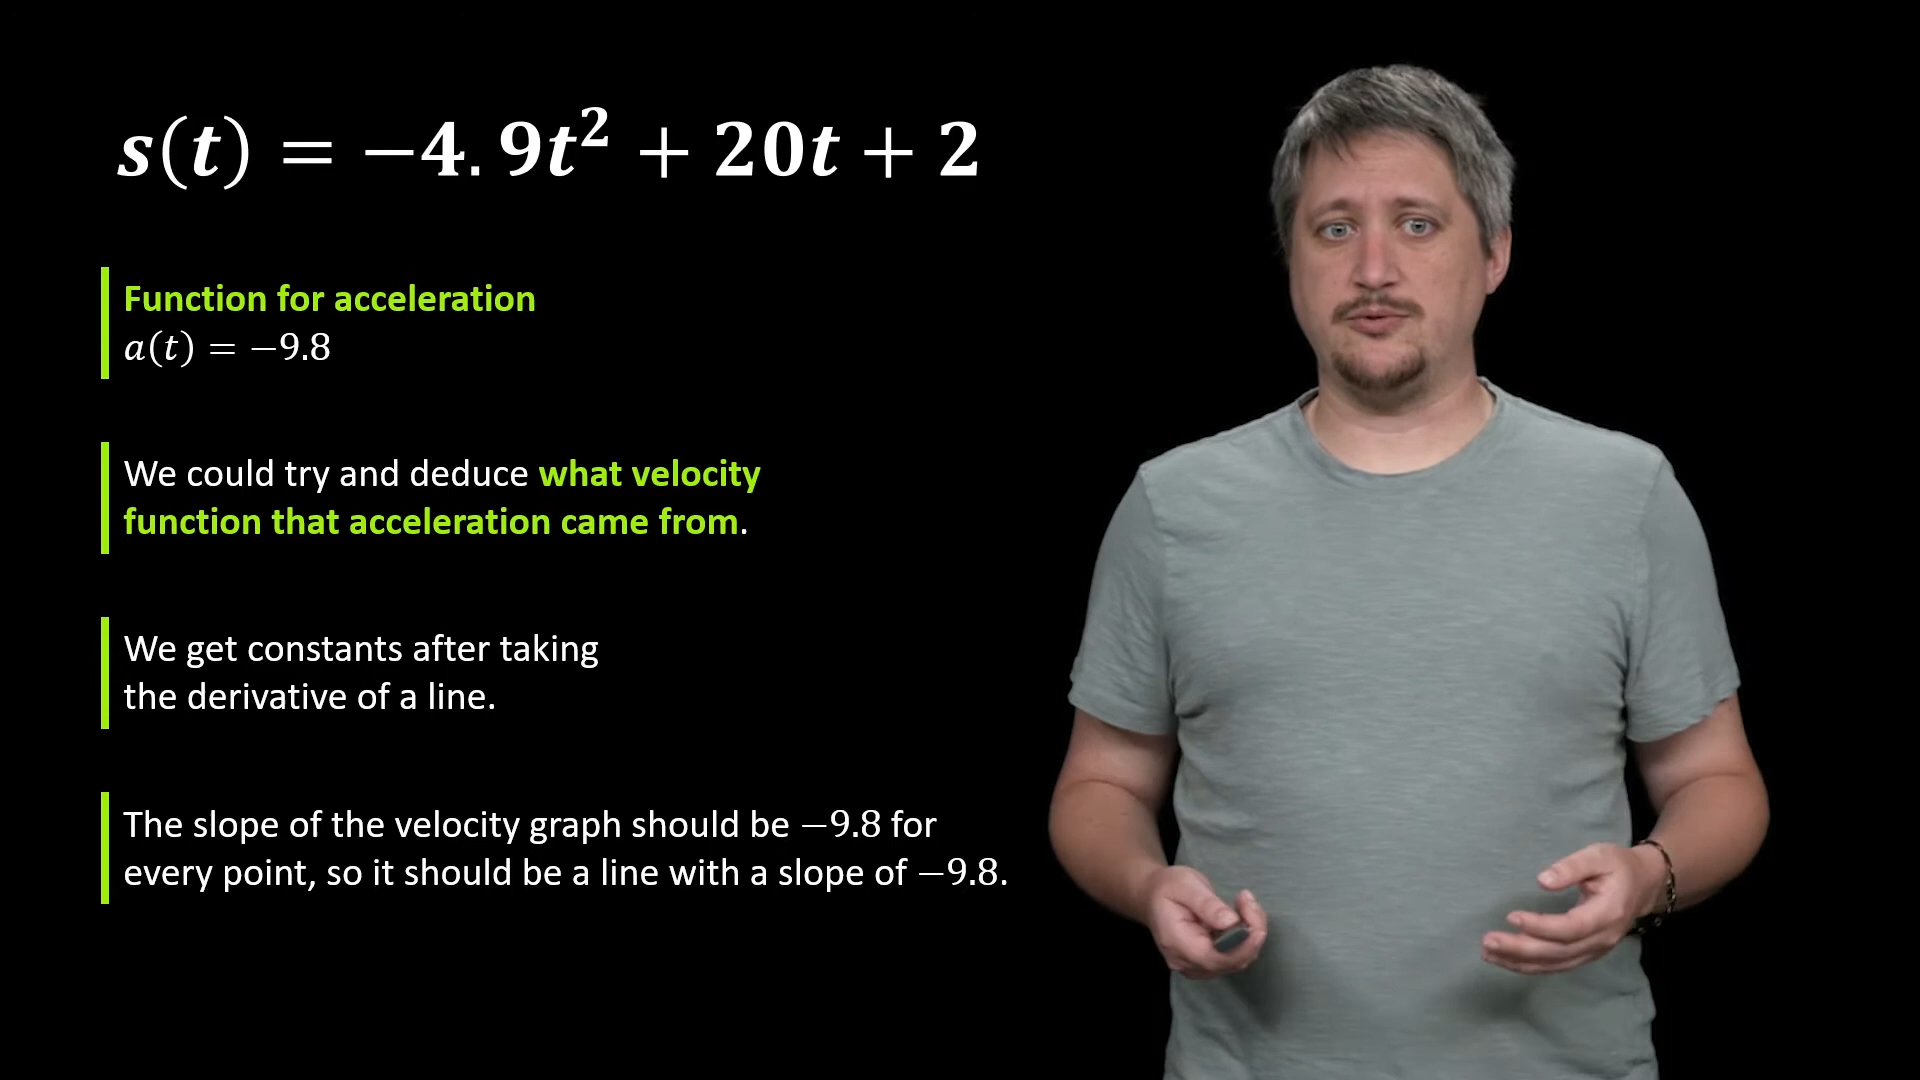 s(t) = −4.9t² + 20t + 2
Function for acceleration
a(t) = −9.8
We could try and deduce what velocity
function that acceleration came from.
We get constants after taking
the derivative of a line.
The slope of the velocity graph should be −9.8 for
every point, so it should be a line with a slope of −9.8.